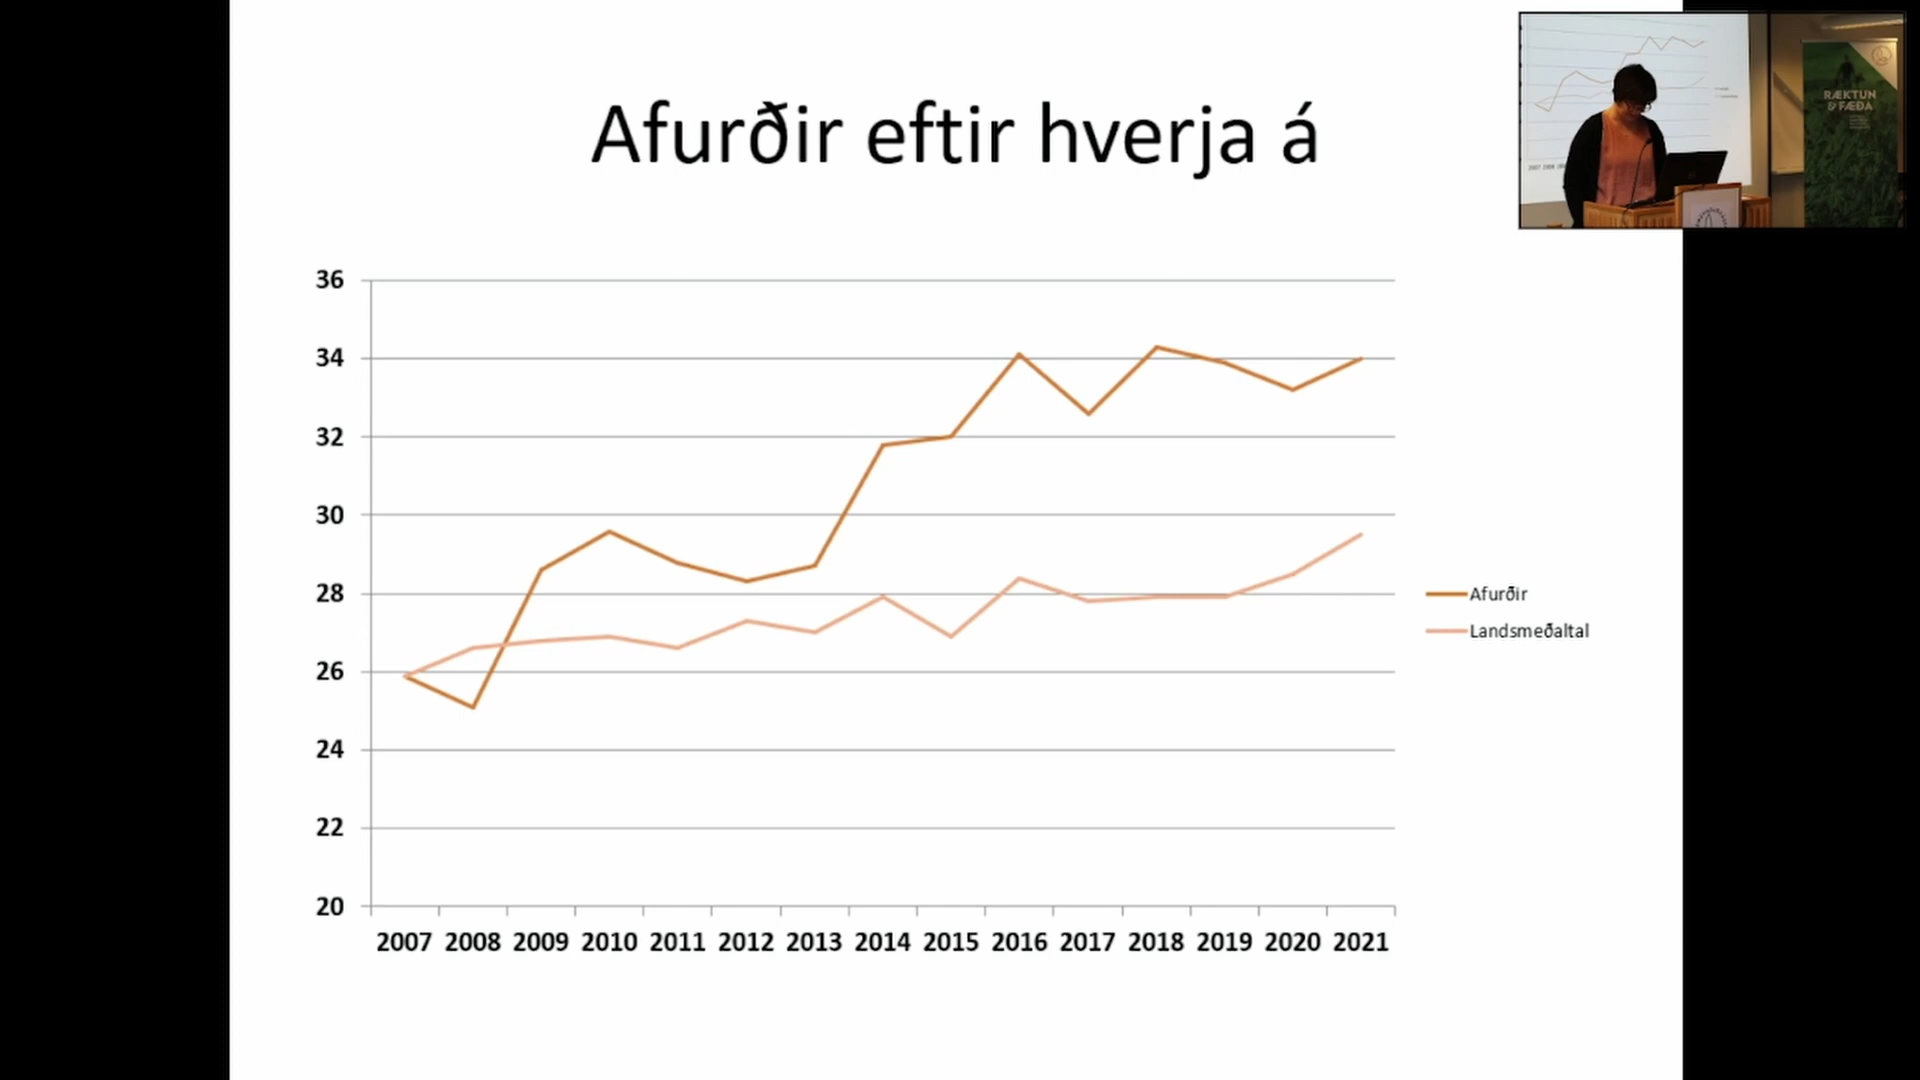 Afurðir eftir hverja á
RÆKTUN
& FÆÐA
36
34
32
30
28
26
24
22
20
Afurðir
Landsmeðaltal
2007 2008 2009 2010 2011 2012 2013 2014 2015 2016 2017 2018 2019 2020 2021